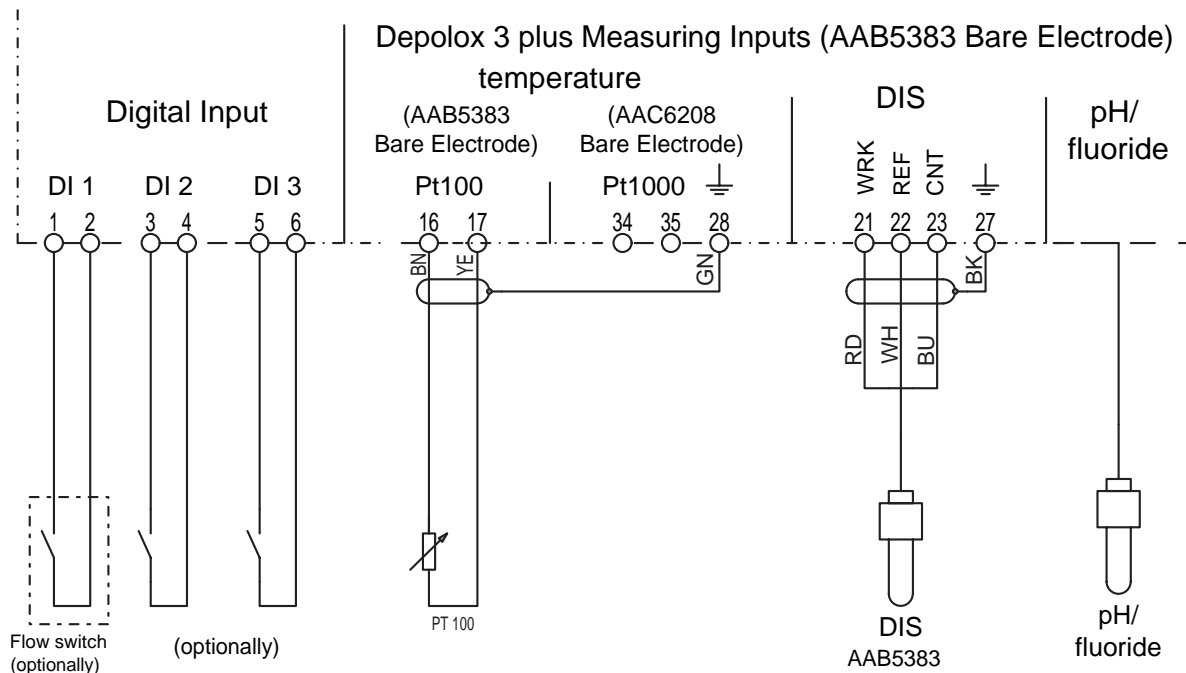 Depolox 3 plus Measuring Inputs (AAB5383 Bare Electrode)
temperature
Digital Input
(AAB5383
Bare Electrode)
(AAC6208
Bare Electrode)
DIS
pH/
fluoride
DI 1
DI 2
DI 3
Pt100
Pt1000
WRK
REF
CNT
1 2 3 4 5 6 16 17 34 35 28 21 22 23 27
BN
YE
GN
BK
RD
WH
BU
PT 100
Flow switch
(optionally)
(optionally)
DIS
AAB5383
pH/
fluoride